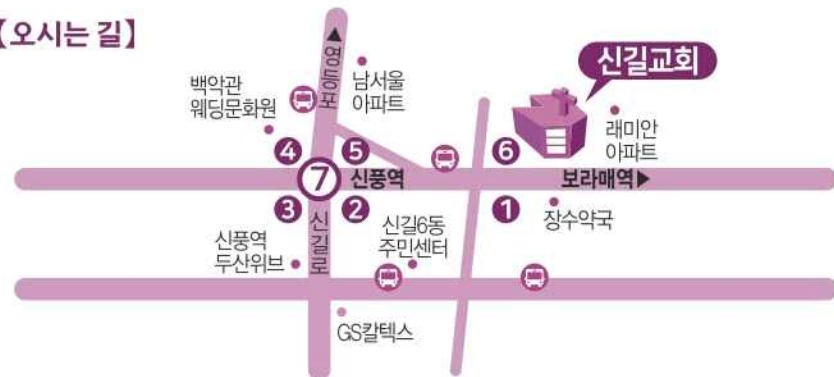 【오시는 길】
▲영등포
남서울
아파트
백악관
웨딩문화원
신길교회
래미안
아파트
4
5
6
7
신풍역
보라매역▶
3
2
1
신길로
장수약국
신풍역
두산위브
신길6동
주민센터
GS칼텍스